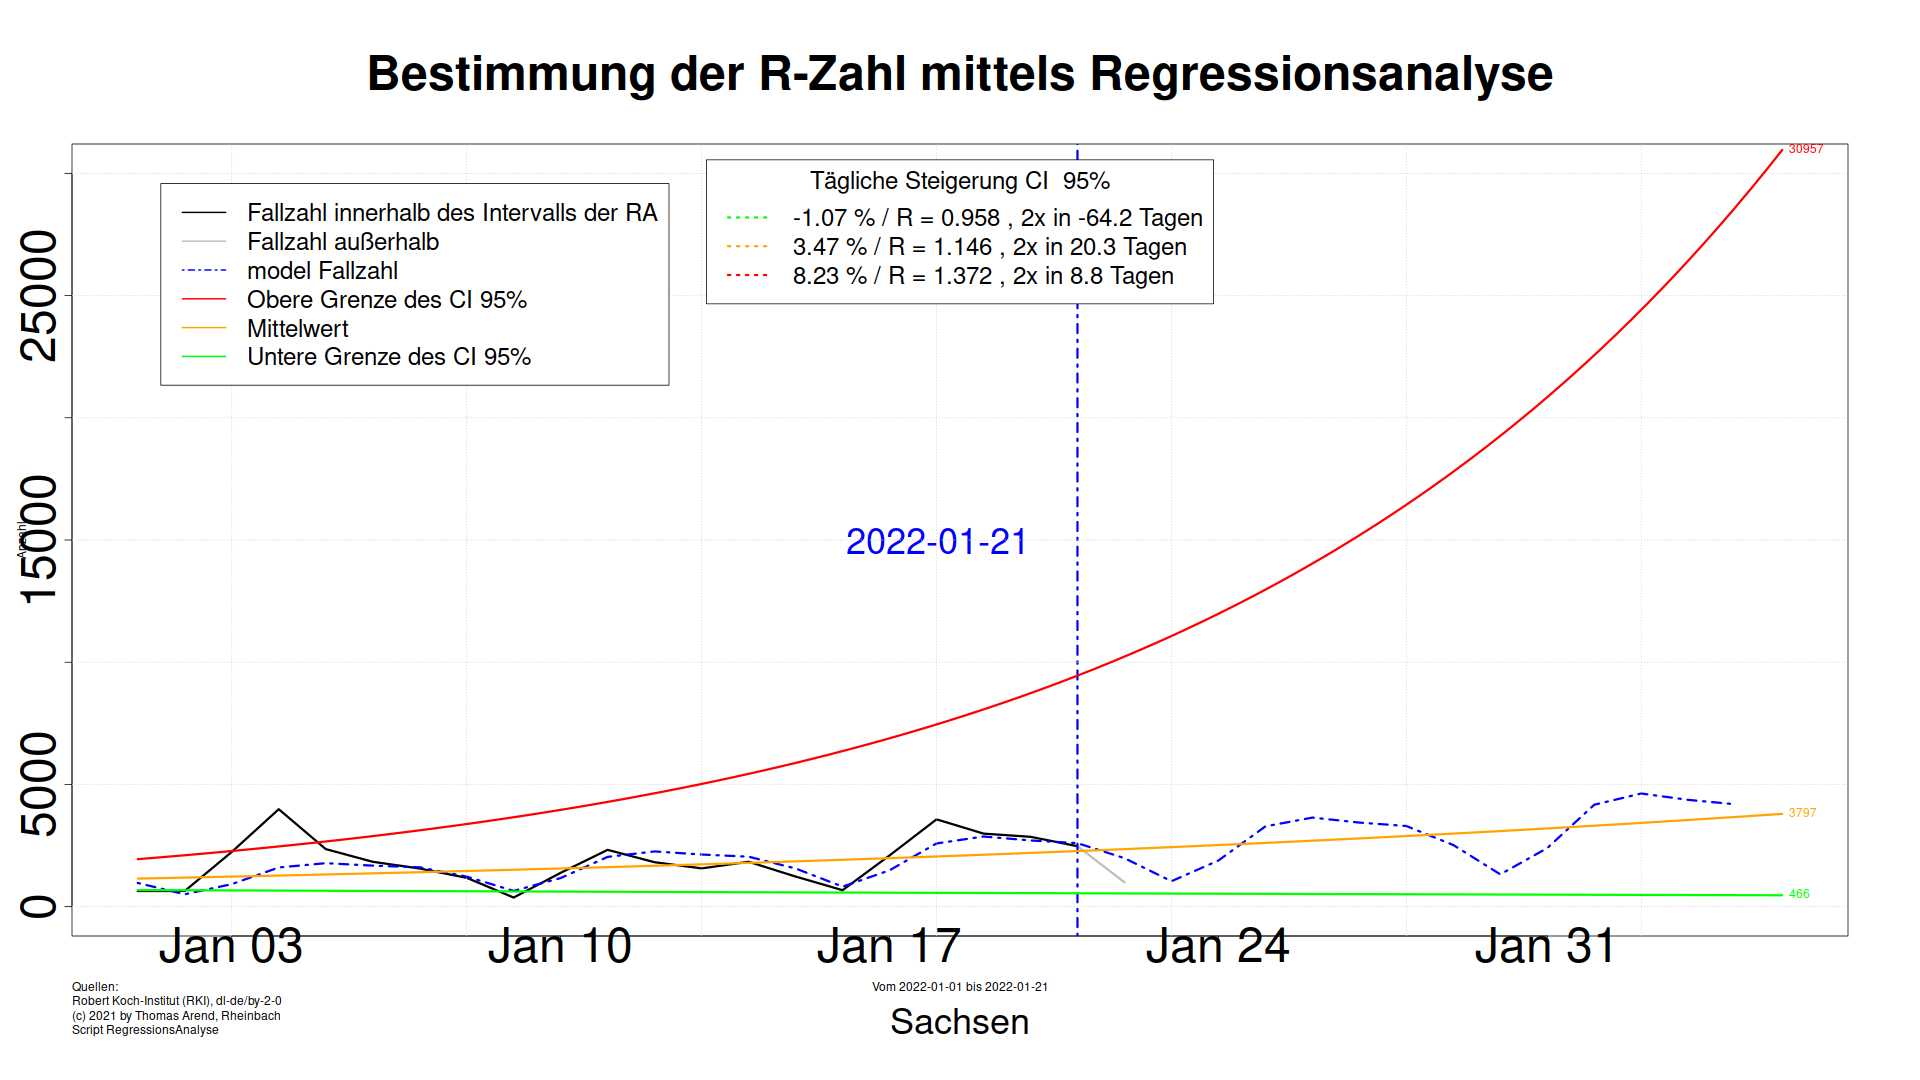 Bestimmung der R-Zahl mittels Regressionsanalyse
30957
Tägliche Steigerung CI  95%
-1.07 % / R = 0.958 , 2x in -64.2 Tagen
3.47 % / R = 1.146 , 2x in 20.3 Tagen
8.23 % / R = 1.372 , 2x in 8.8 Tagen
Fallzahl innerhalb des Intervalls der RA
Fallzahl außerhalb
model Fallzahl
Obere Grenze des CI 95%
Mittelwert
Untere Grenze des CI 95%
25000
15000
5000
0
Anzahl
2022-01-21
3797
466
Jan 03
Jan 10
Jan 17
Jan 24
Jan 31
Quellen:
Robert Koch-Institut (RKI), dl-de/by-2-0
(c) 2021 by Thomas Arend, Rheinbach
Script RegressionsAnalyse
Vom 2022-01-01 bis 2022-01-21
Sachsen